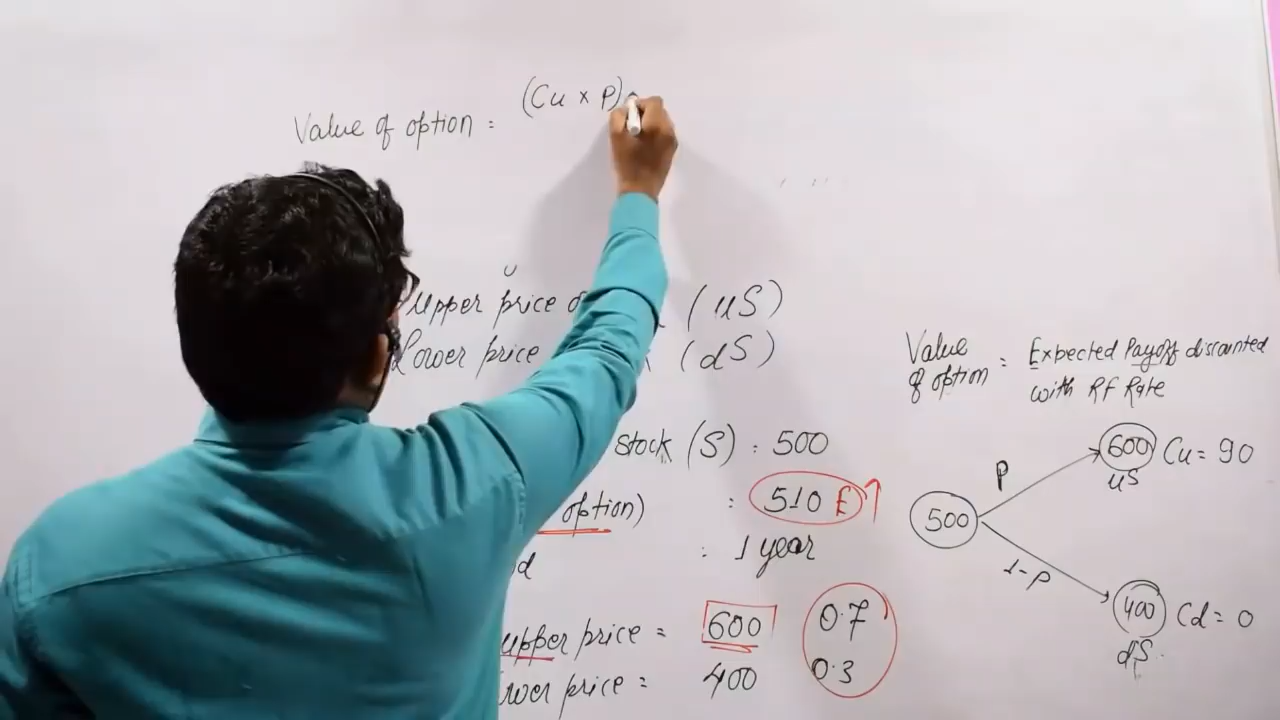 (Cu × P)
Value of option =
upper price
(uS)
Lower price
(dS)
stock (S) : 500
option)
: 510 E ↑
: 1 year
upper price = 600 0.7
Lower price = 400 0.3
Value
of option = Expected Payoff discounted
with Rf Rate
P
600 Cu = 90
uS
500
1-P
400 Cd = 0
dS